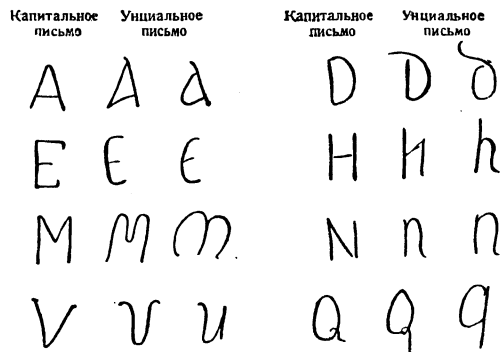 Капитальное письмо Унциальное письмо Капитальное письмо Унциальное письмо
A A a D D δ
E E ϵ H h h
M M m N n n
V U u Q Q q